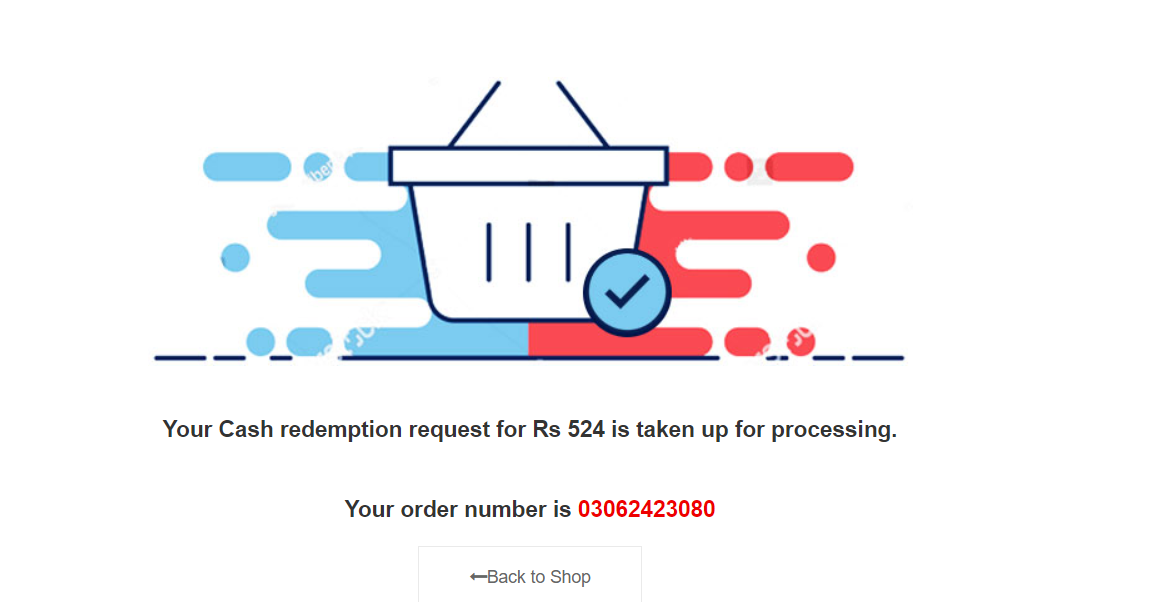 Your Cash redemption request for Rs 524 is taken up for processing.
Your order number is 03062423080
Back to Shop